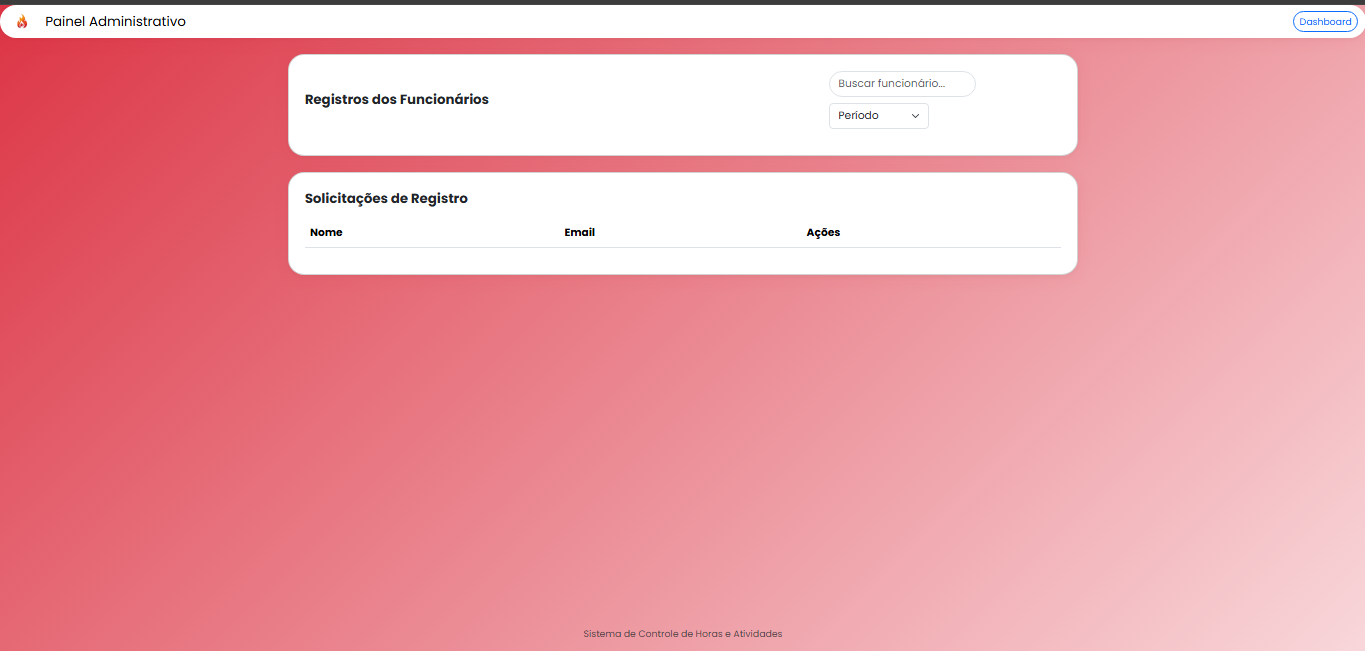 Painel Administrativo
Dashboard
Registros dos Funcionários
Buscar funcionário...
Período
Solicitações de Registro
Nome Email Ações
Sistema de Controle de Horas e Atividades